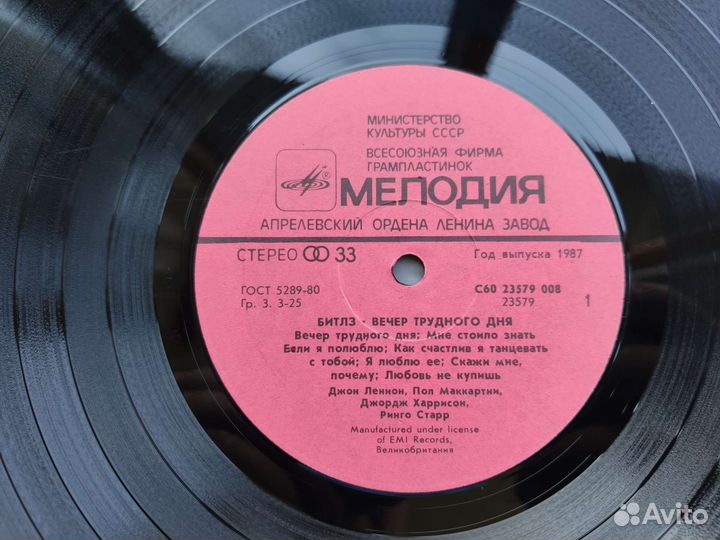 МИНИСТЕРСТВО
КУЛЬТУРЫ СССР
ВСЕСОЮЗНАЯ ФИРМА
ГРАМПЛАСТИНОК
® МЕЛОДИЯ
АПРЕЛЕВСКИЙ ОРДЕНА ЛЕНИНА ЗАВОД
СТЕРЕО 33
Год выпуска 1987
ГОСТ 5289-80
Гр. 3. 3-25
С60 23579 008
23579
1
БИТЛЗ · ВЕЧЕР ТРУДНОГО ДНЯ
Вечер трудного дня; Мне стоило знать
Если я полюблю; Как счастлив я танцевать
с тобой; Я люблю ее; Скажи мне,
почему; Любовь не купишь
Джон Леннон, Пол Маккартни,
Джордж Харрисон,
Ринго Старр
Manufactured under license
of EMI Records,
Великобритания
Avito